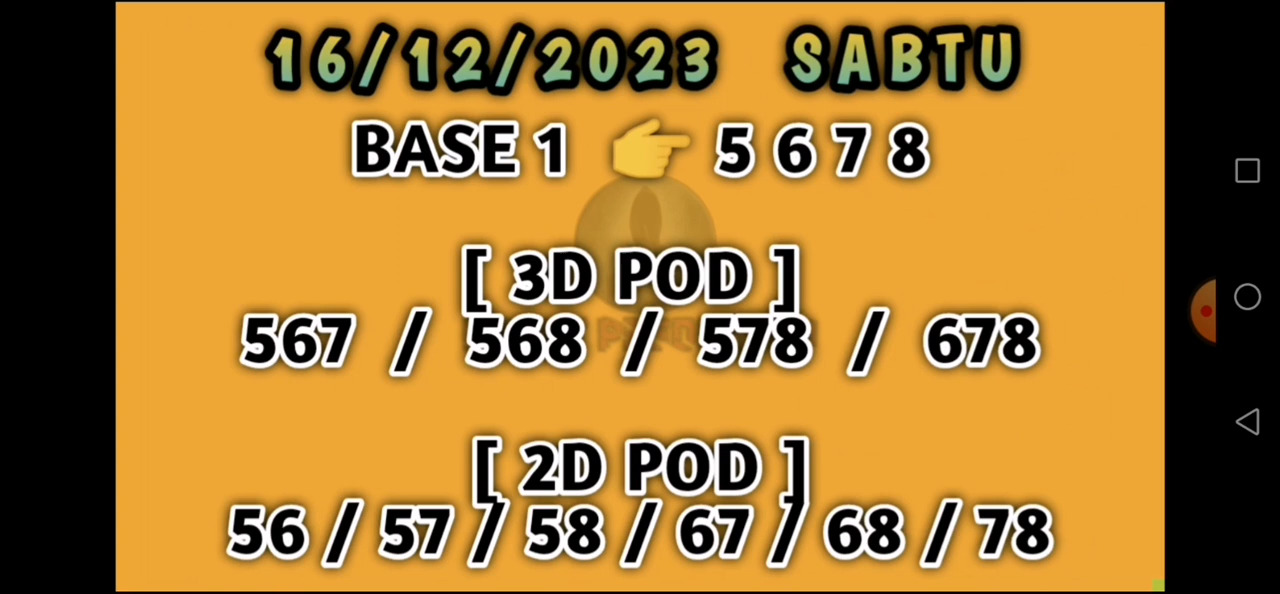 16/12/2023 SABTU
BASE 1 👉 5 6 7 8
[ 3D POD ]
567 / 568 / 578 / 678
[ 2D POD ]
56 / 57 / 58 / 67 / 68 / 78